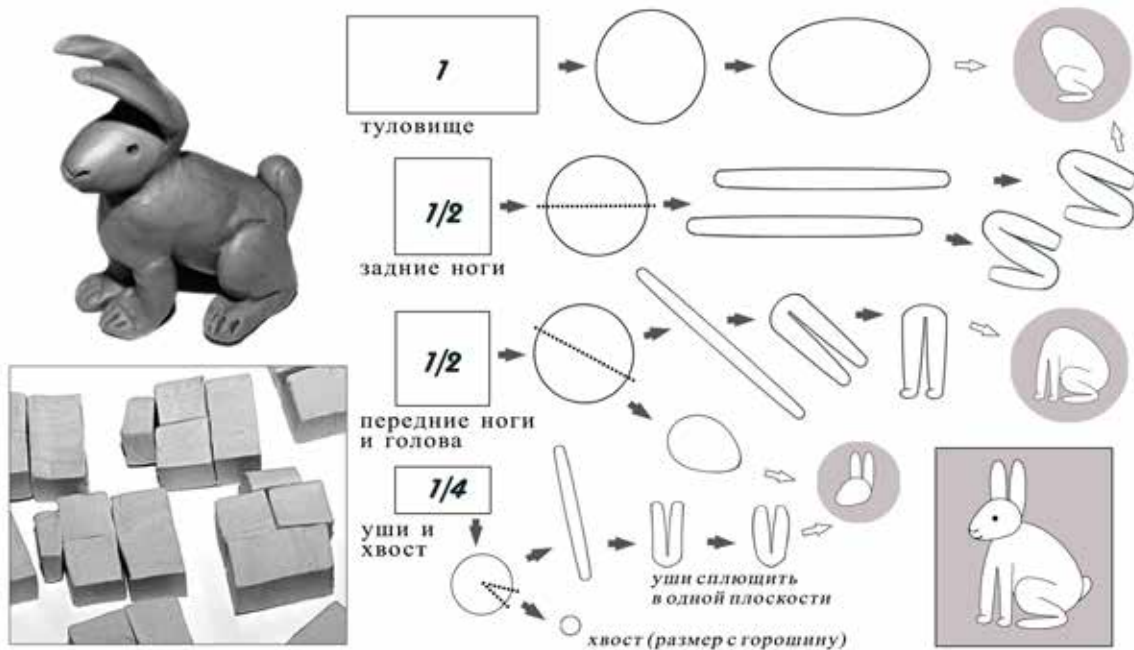 1
туловище
1/2
задние ноги
1/2
передние ноги
и голова
1/4
уши и
хвост
уши сплющить
в одной плоскости
хвост (размер с горошину)